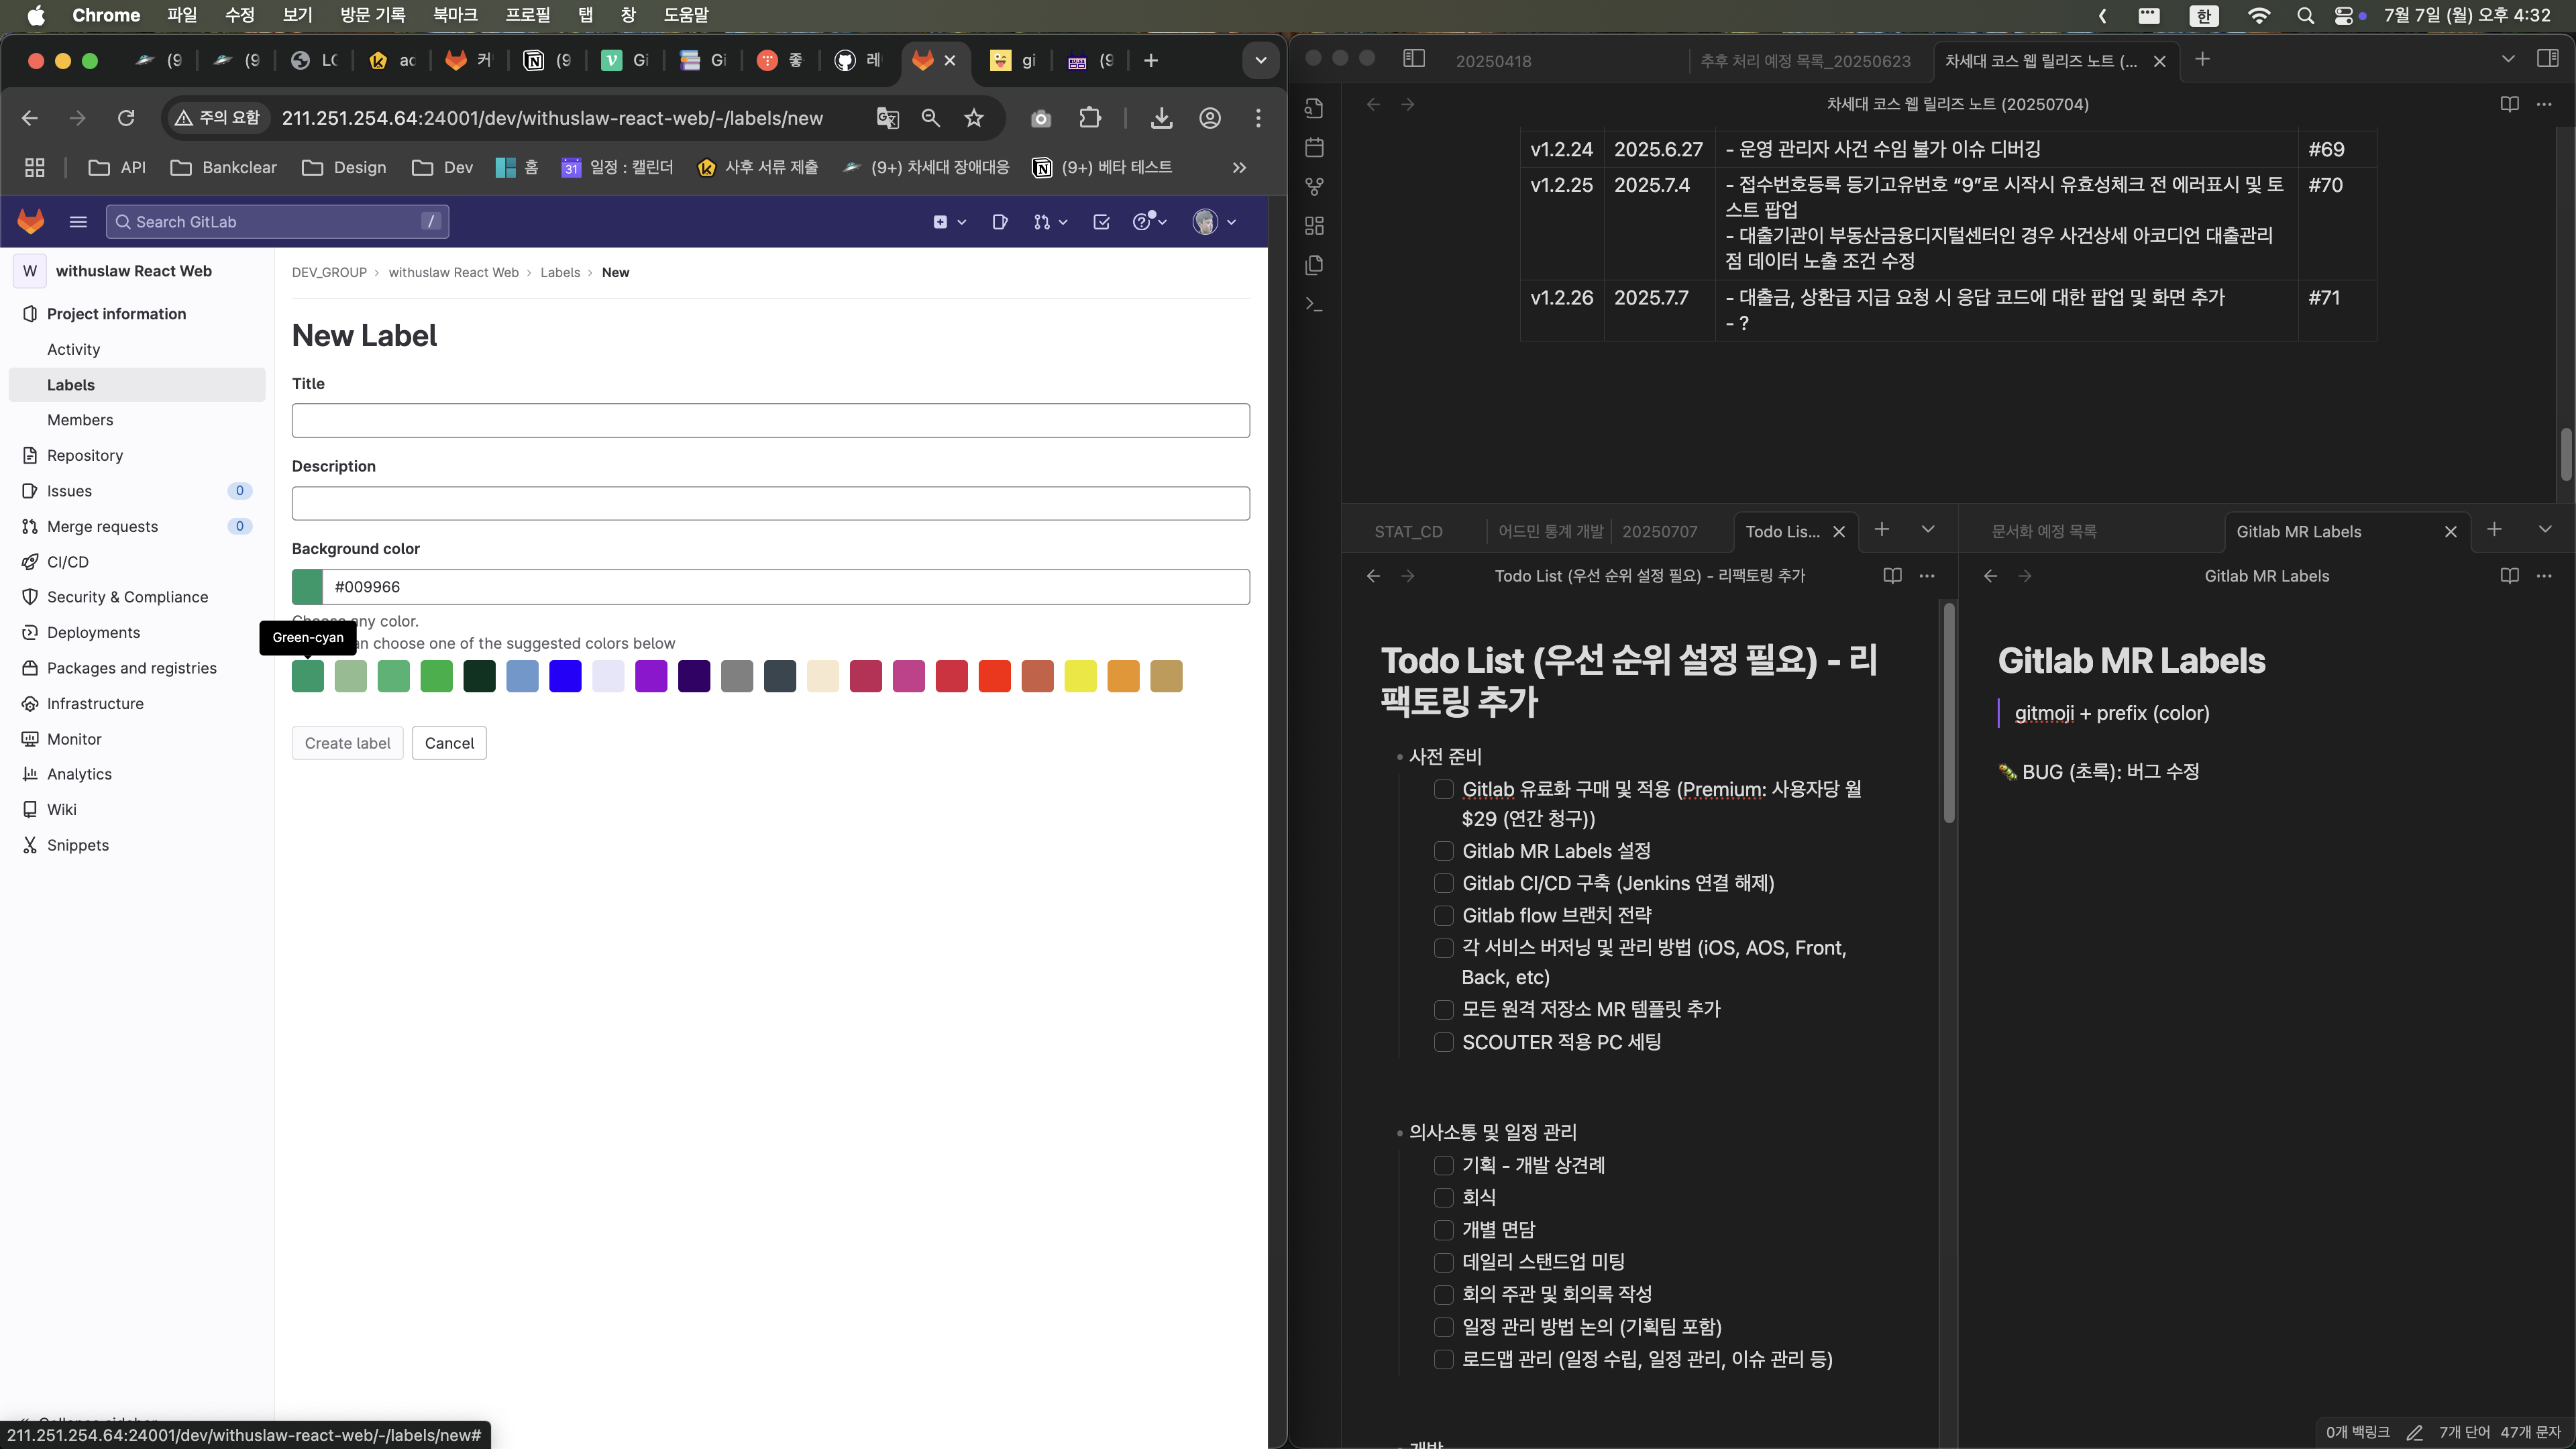 Chrome 파일 수정 보기 방문 기록 북마크 프로필 탭 창 도움말 한 7월 7일 (월) 오후 4:32
(9 (9 LC ac 커 (9 Gi Gi 좋 레 gi (9
주의 요함 211.251.254.64:24001/dev/withuslaw-react-web/-/labels/new
API Bankclear Design Dev 홈 31 일정 : 캘린더 사후 서류 제출 (9+) 차세대 장애대응 (9+) 베타 테스트
Search GitLab /
W withuslaw React Web
Project information
Activity
Labels
Members
Repository
Issues 0
Merge requests 0
CI/CD
Security & Compliance
Deployments
Packages and registries
Infrastructure
Monitor
Analytics
Wiki
Snippets
DEV_GROUP › withuslaw React Web › Labels › New
New Label
Title
Description
Background color
#009966
any color.
Green-cyan
an choose one of the suggested colors below
Create label Cancel
211.251.254.64:24001/dev/withuslaw-react-web/-/labels/new#
20250418 추후 처리 예정 목록_20250623 차세대 코스 웹 릴리즈 노트 (...
차세대 코스 웹 릴리즈 노트 (20250704)
v1.2.24 2025.6.27 - 운영 관리자 사건 수임 불가 이슈 디버깅 #69
v1.2.25 2025.7.4 - 접수번호등록 등기고유번호 “9”로 시작시 유효성체크 전 에러표시 및 토 #70
스트 팝업
- 대출기관이 부동산금융디지털센터인 경우 사건상세 아코디언 대출관리
점 데이터 노출 조건 수정
v1.2.26 2025.7.7 - 대출금, 상환급 지급 요청 시 응답 코드에 대한 팝업 및 화면 추가 #71
- ?
STAT_CD 어드민 통계 개발 20250707 Todo Lis...
Todo List (우선 순위 설정 필요) - 리팩토링 추가
Todo List (우선 순위 설정 필요) - 리
팩토링 추가
사전 준비
Gitlab 유료화 구매 및 적용 (Premium: 사용자당 월
$29 (연간 청구))
Gitlab MR Labels 설정
Gitlab CI/CD 구축 (Jenkins 연결 해제)
Gitlab flow 브랜치 전략
각 서비스 버저닝 및 관리 방법 (iOS, AOS, Front,
Back, etc)
모든 원격 저장소 MR 템플릿 추가
SCOUTER 적용 PC 세팅
의사소통 및 일정 관리
기획 - 개발 상견례
회식
개별 면담
데일리 스탠드업 미팅
회의 주관 및 회의록 작성
일정 관리 방법 논의 (기획팀 포함)
로드맵 관리 (일정 수립, 일정 관리, 이슈 관리 등)
문서화 예정 목록 Gitlab MR Labels
Gitlab MR Labels
Gitlab MR Labels
gitmoji + prefix (color)
🐛 BUG (초록): 버그 수정
0개 백링크 7개 단어 47개 문자